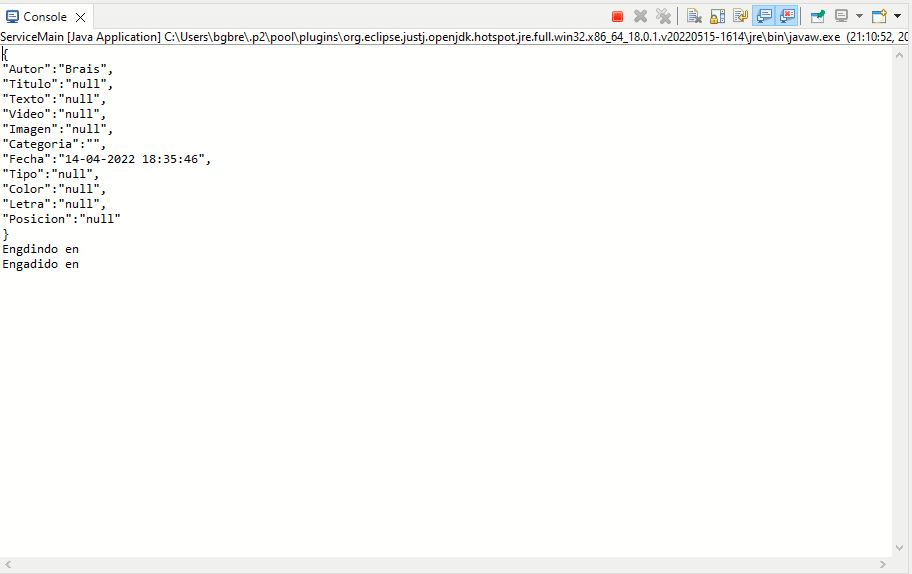 Console
ServiceMain [Java Application] C:\Users\bgbre\.p2\pool\plugins\org.eclipse.justj.openjdk.hotspot.jre.full.win32.x86_64_18.0.1.v20220515-1614\jre\bin\javaw.exe (21:10:52, 20
{
"Autor":"Brais",
"Titulo":"null",
"Texto":"null",
"Video":"null",
"Imagen":"null",
"Categoria":"",
"Fecha":"14-04-2022 18:35:46",
"Tipo":"null",
"Color":"null",
"Letra":"null",
"Posicion":"null"
}
Engdindo en
Engadido en